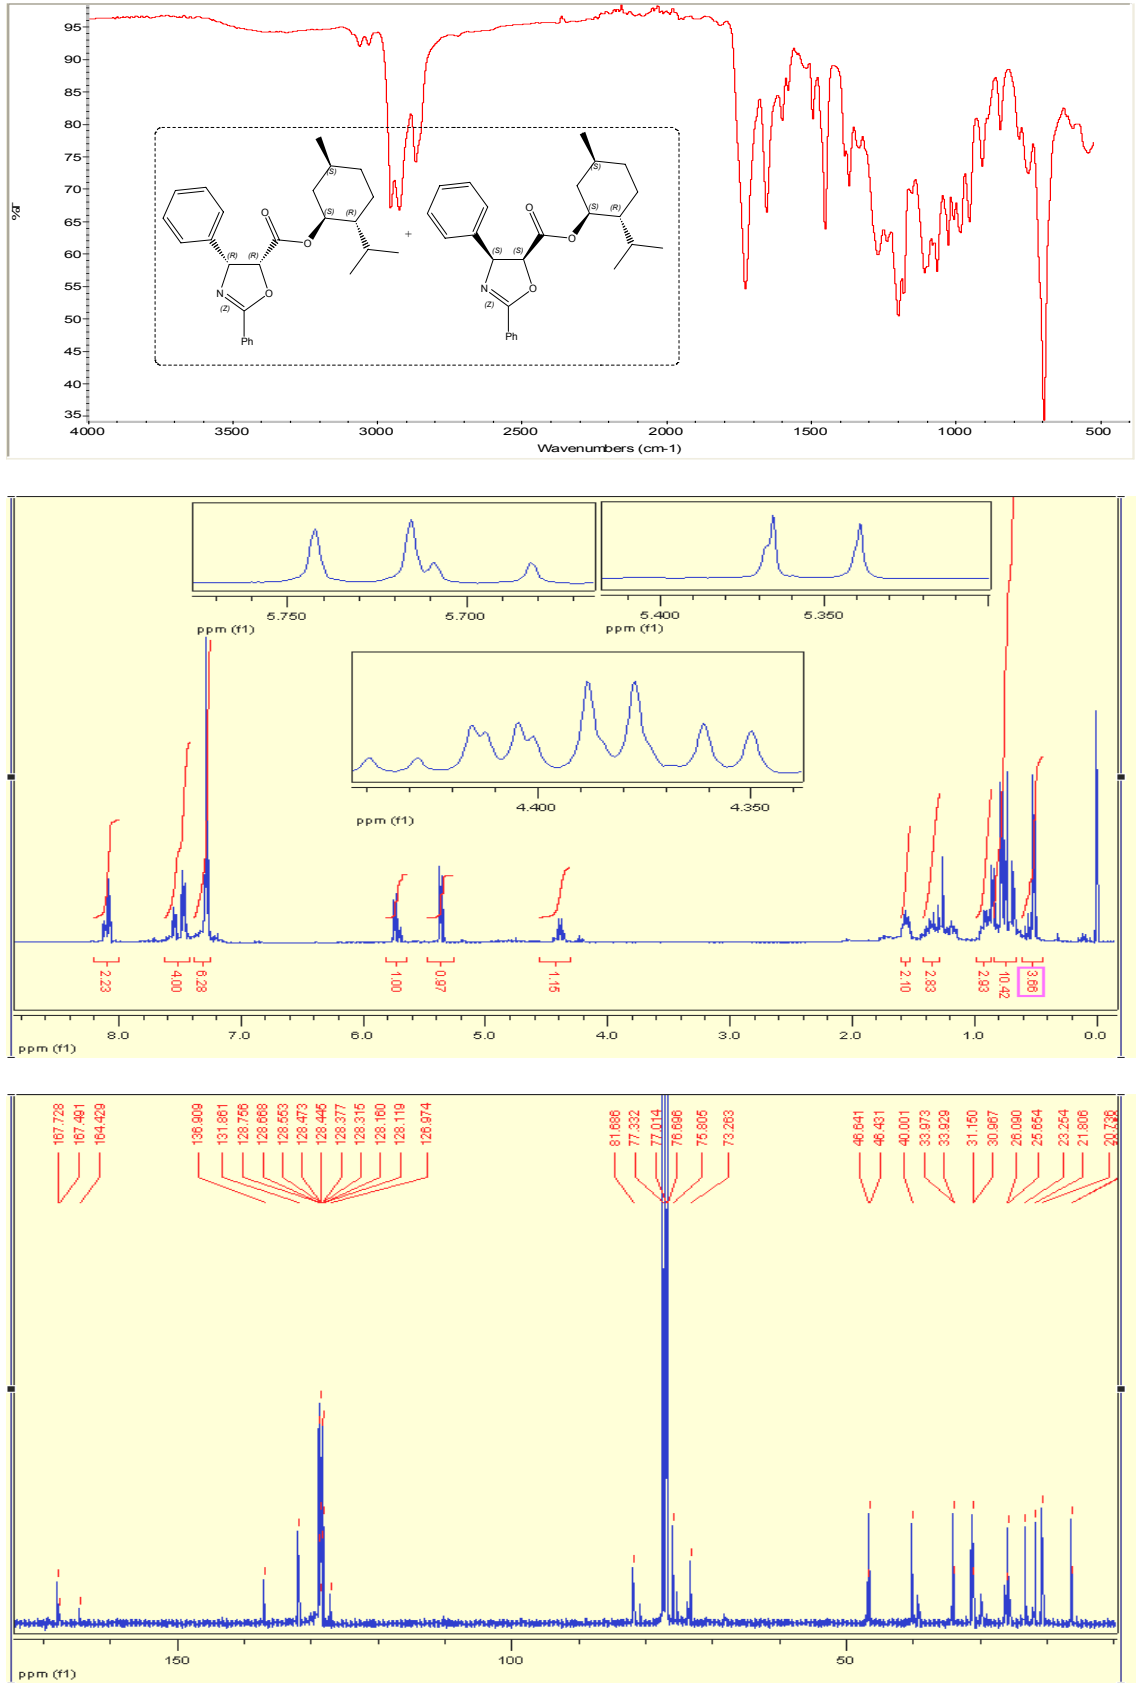 95
90
85
80
75
70
65
60
55
50
45
40
35
%T
4000 3500 3000 2500 2000 1500 1000 500
Wavenumbers (cm-1)
(S)
(S) (R)
O
O
(R) (R)
N
O
(Z)
Ph
+
(S)
(S) (R)
O
O
(S) (S)
N
O
(Z)
Ph
5.750 5.700
ppm (f1)
5.400 5.350
ppm (f1)
4.400 4.350
ppm (f1)
2.23 4.00 6.28 1.00 0.97 1.15 2.10 2.83 2.93 10.42 3.66
8.0 7.0 6.0 5.0 4.0 3.0 2.0 1.0 0.0
ppm (f1)
167.728 167.491 164.429 136.909 131.861 128.756 128.668 128.553 128.473 128.446 128.377 128.315 128.160 128.119 126.974 81.686 77.332 77.014 76.696 75.805 73.263 46.641 46.431 40.001 33.973 33.929 31.150 30.967 26.090 25.654 23.254 21.806 20.736
150 100 50
ppm (f1)